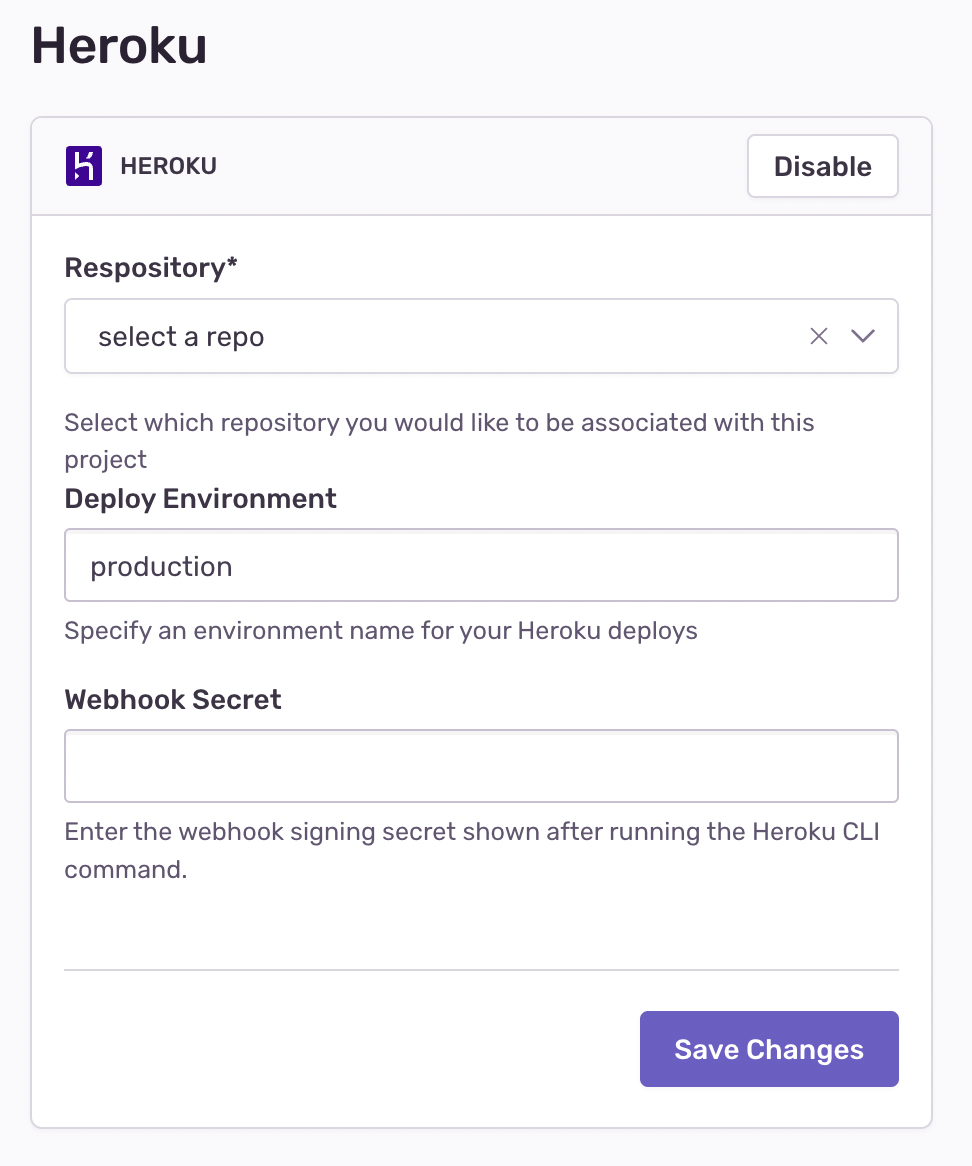 Heroku
HEROKU
Disable
Respository*
select a repo
Select which repository you would like to be associated with this
project
Deploy Environment
production
Specify an environment name for your Heroku deploys
Webhook Secret
Enter the webhook signing secret shown after running the Heroku CLI
command.
Save Changes